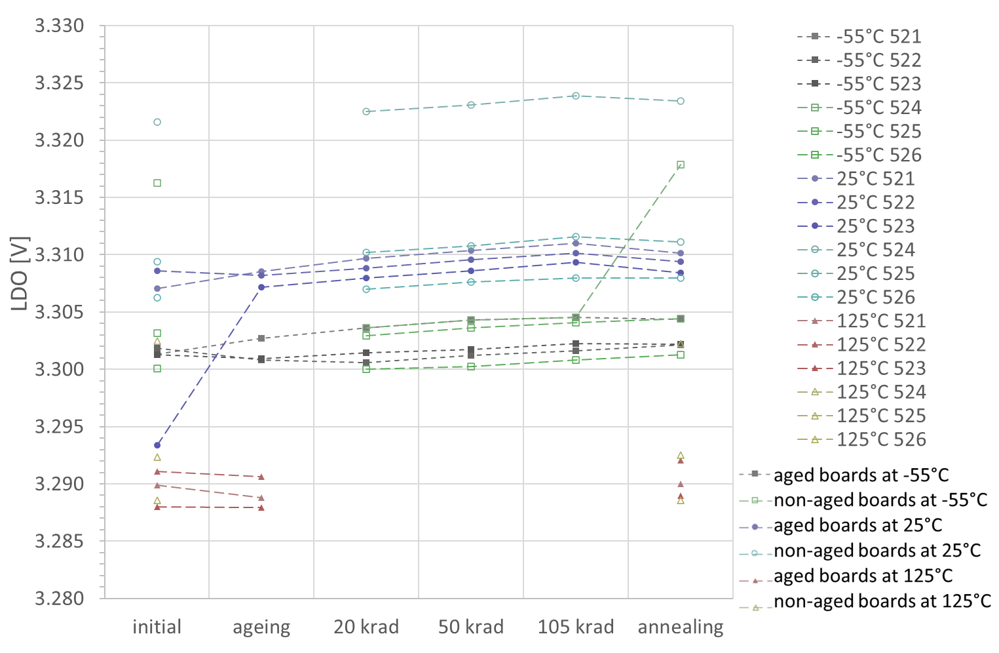 LDO [V]
3.330
3.325
3.320
3.315
3.310
3.305
3.300
3.295
3.290
3.285
3.280
initial
ageing
20 krad
50 krad
105 krad
annealing
-55°C 521
-55°C 522
-55°C 523
-55°C 524
-55°C 525
-55°C 526
25°C 521
25°C 522
25°C 523
25°C 524
25°C 525
25°C 526
125°C 521
125°C 522
125°C 523
125°C 524
125°C 525
125°C 526
aged boards at -55°C
non-aged boards at -55°C
aged boards at 25°C
non-aged boards at 25°C
aged boards at 125°C
non-aged boards at 125°C